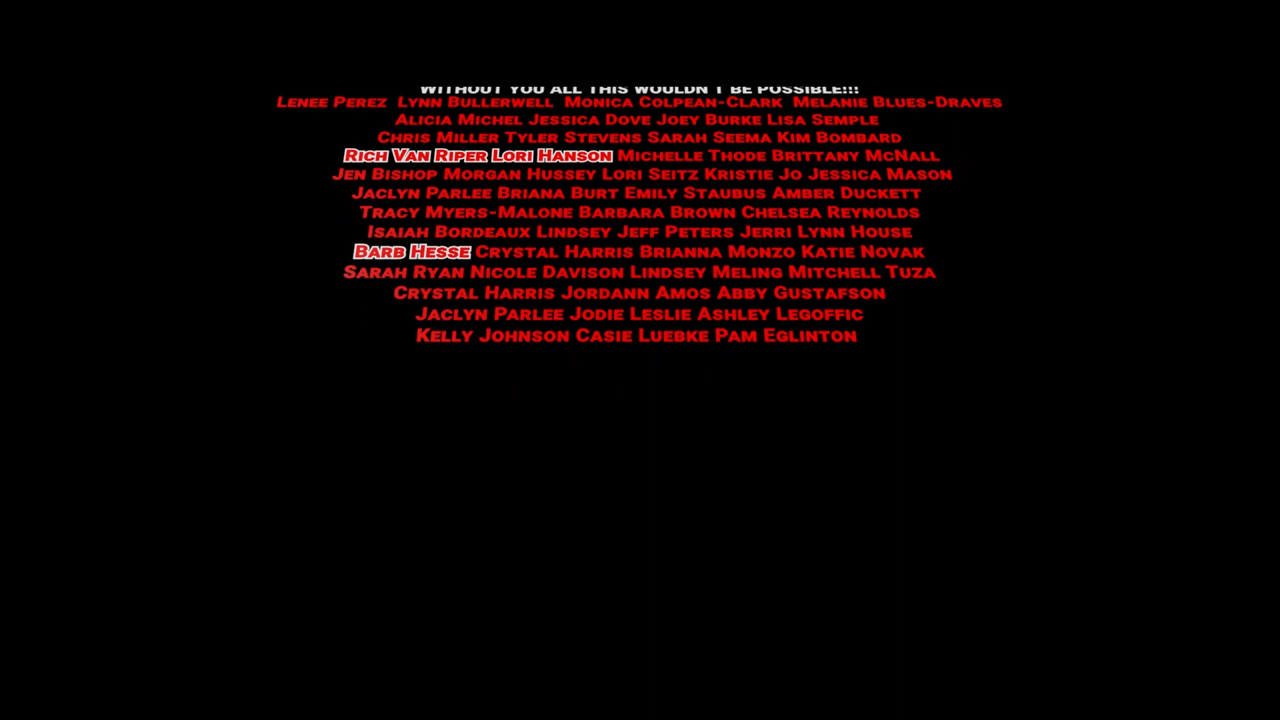 WITHOUT YOU ALL THIS WOULDN'T BE POSSIBLE!!!
LENEE PEREZ LYNN BULLERWELL MONICA COLPEAN-CLARK MELANIE BLUES-DRAVES
ALICIA MICHEL JESSICA DOVE JOEY BURKE LISA SEMPLE
CHRIS MILLER TYLER STEVENS SARAH SEEMA KIM BOMBARD
RICH VAN RIPER LORI HANSON MICHELLE THODE BRITTANY MCNALL
JEN BISHOP MORGAN HUSSEY LORI SEITZ KRISTIE JO JESSICA MASON
JACLYN PARLEE BRIANA BURT EMILY STAUBUS AMBER DUCKETT
TRACY MYERS-MALONE BARBARA BROWN CHELSEA REYNOLDS
ISAIAH BORDEAUX LINDSEY JEFF PETERS JERRI LYNN HOUSE
BARB HESSE CRYSTAL HARRIS BRIANNA MONZO KATIE NOVAK
SARAH RYAN NICOLE DAVISON LINDSEY MELING MITCHELL TUZA
CRYSTAL HARRIS JORDANN AMOS ABBY GUSTAFSON
JACLYN PARLEE JODIE LESLIE ASHLEY LEGOFFIC
KELLY JOHNSON CASIE LUEBKE PAM EGLINTON